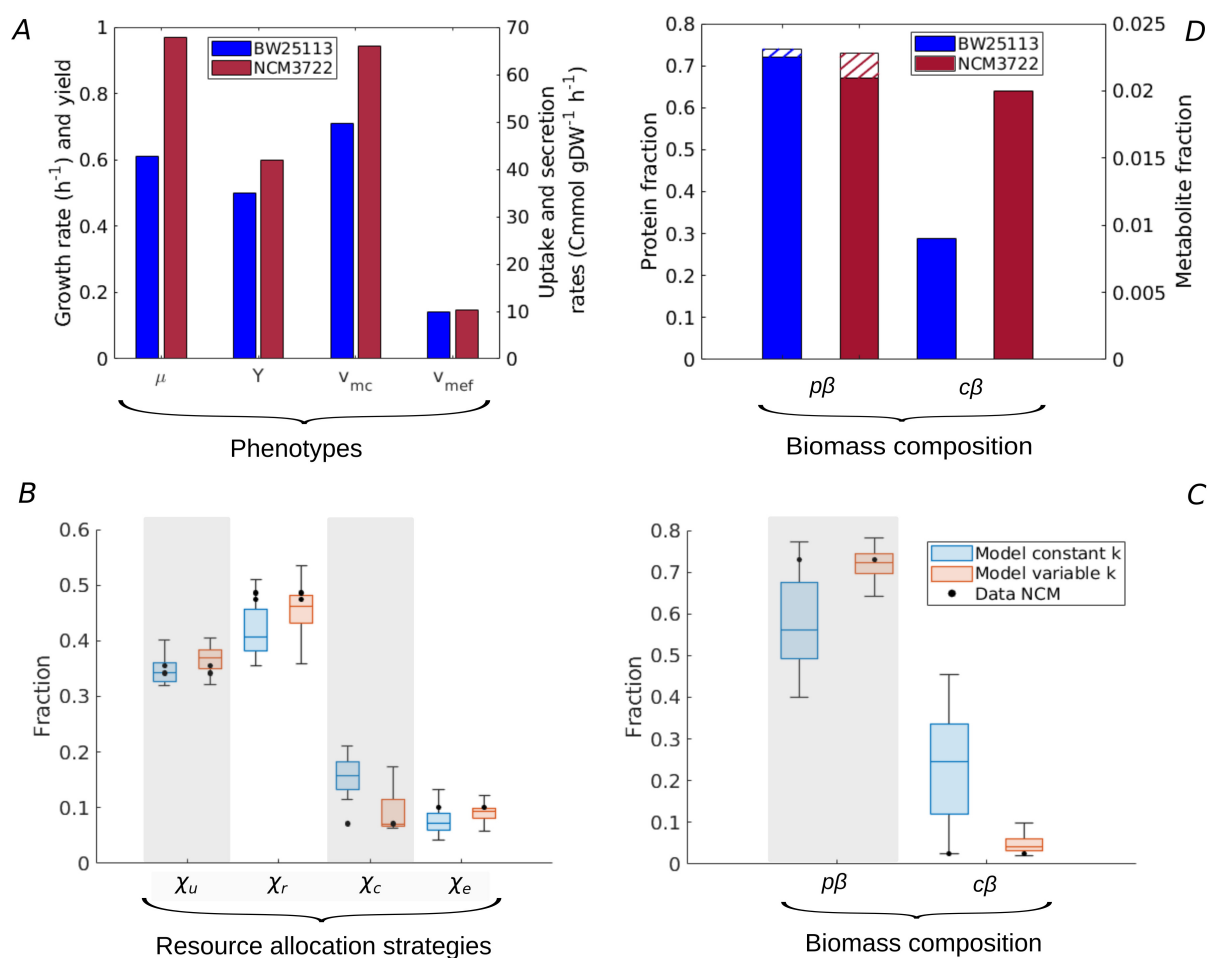 A
Growth rate (h⁻¹) and yield
1
0.8
0.6
0.4
0.2
0
BW25113
NCM3722
70
60
50
40
30
20
10
0
Uptake and secretion
rates (Cmmol gDW⁻¹ h⁻¹)
μ Y v_mc v_mef
Phenotypes
D
Protein fraction
0.8
0.7
0.6
0.5
0.4
0.3
0.2
0.1
0
BW25113
NCM3722
0.025
0.02
0.015
0.01
0.005
0
Metabolite fraction
pβ cβ
Biomass composition
B
Fraction
0.6
0.5
0.4
0.3
0.2
0.1
0
χᵤ χᵣ χ_c χₑ
Resource allocation strategies
C
Fraction
0.8
0.7
0.6
0.5
0.4
0.3
0.2
0.1
0
Model constant k
Model variable k
Data NCM
pβ cβ
Biomass composition